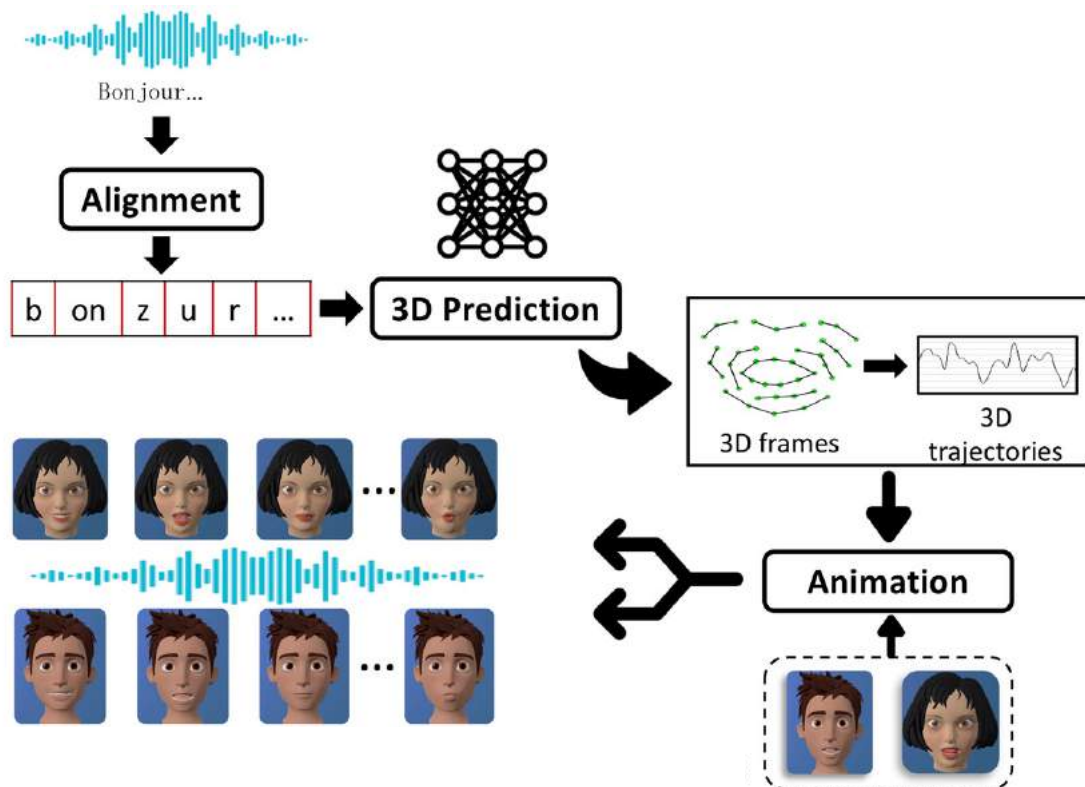 Bonjour...
Alignment
b on z u r ...
3D Prediction
3D frames
3D
trajectories
Animation
...
...